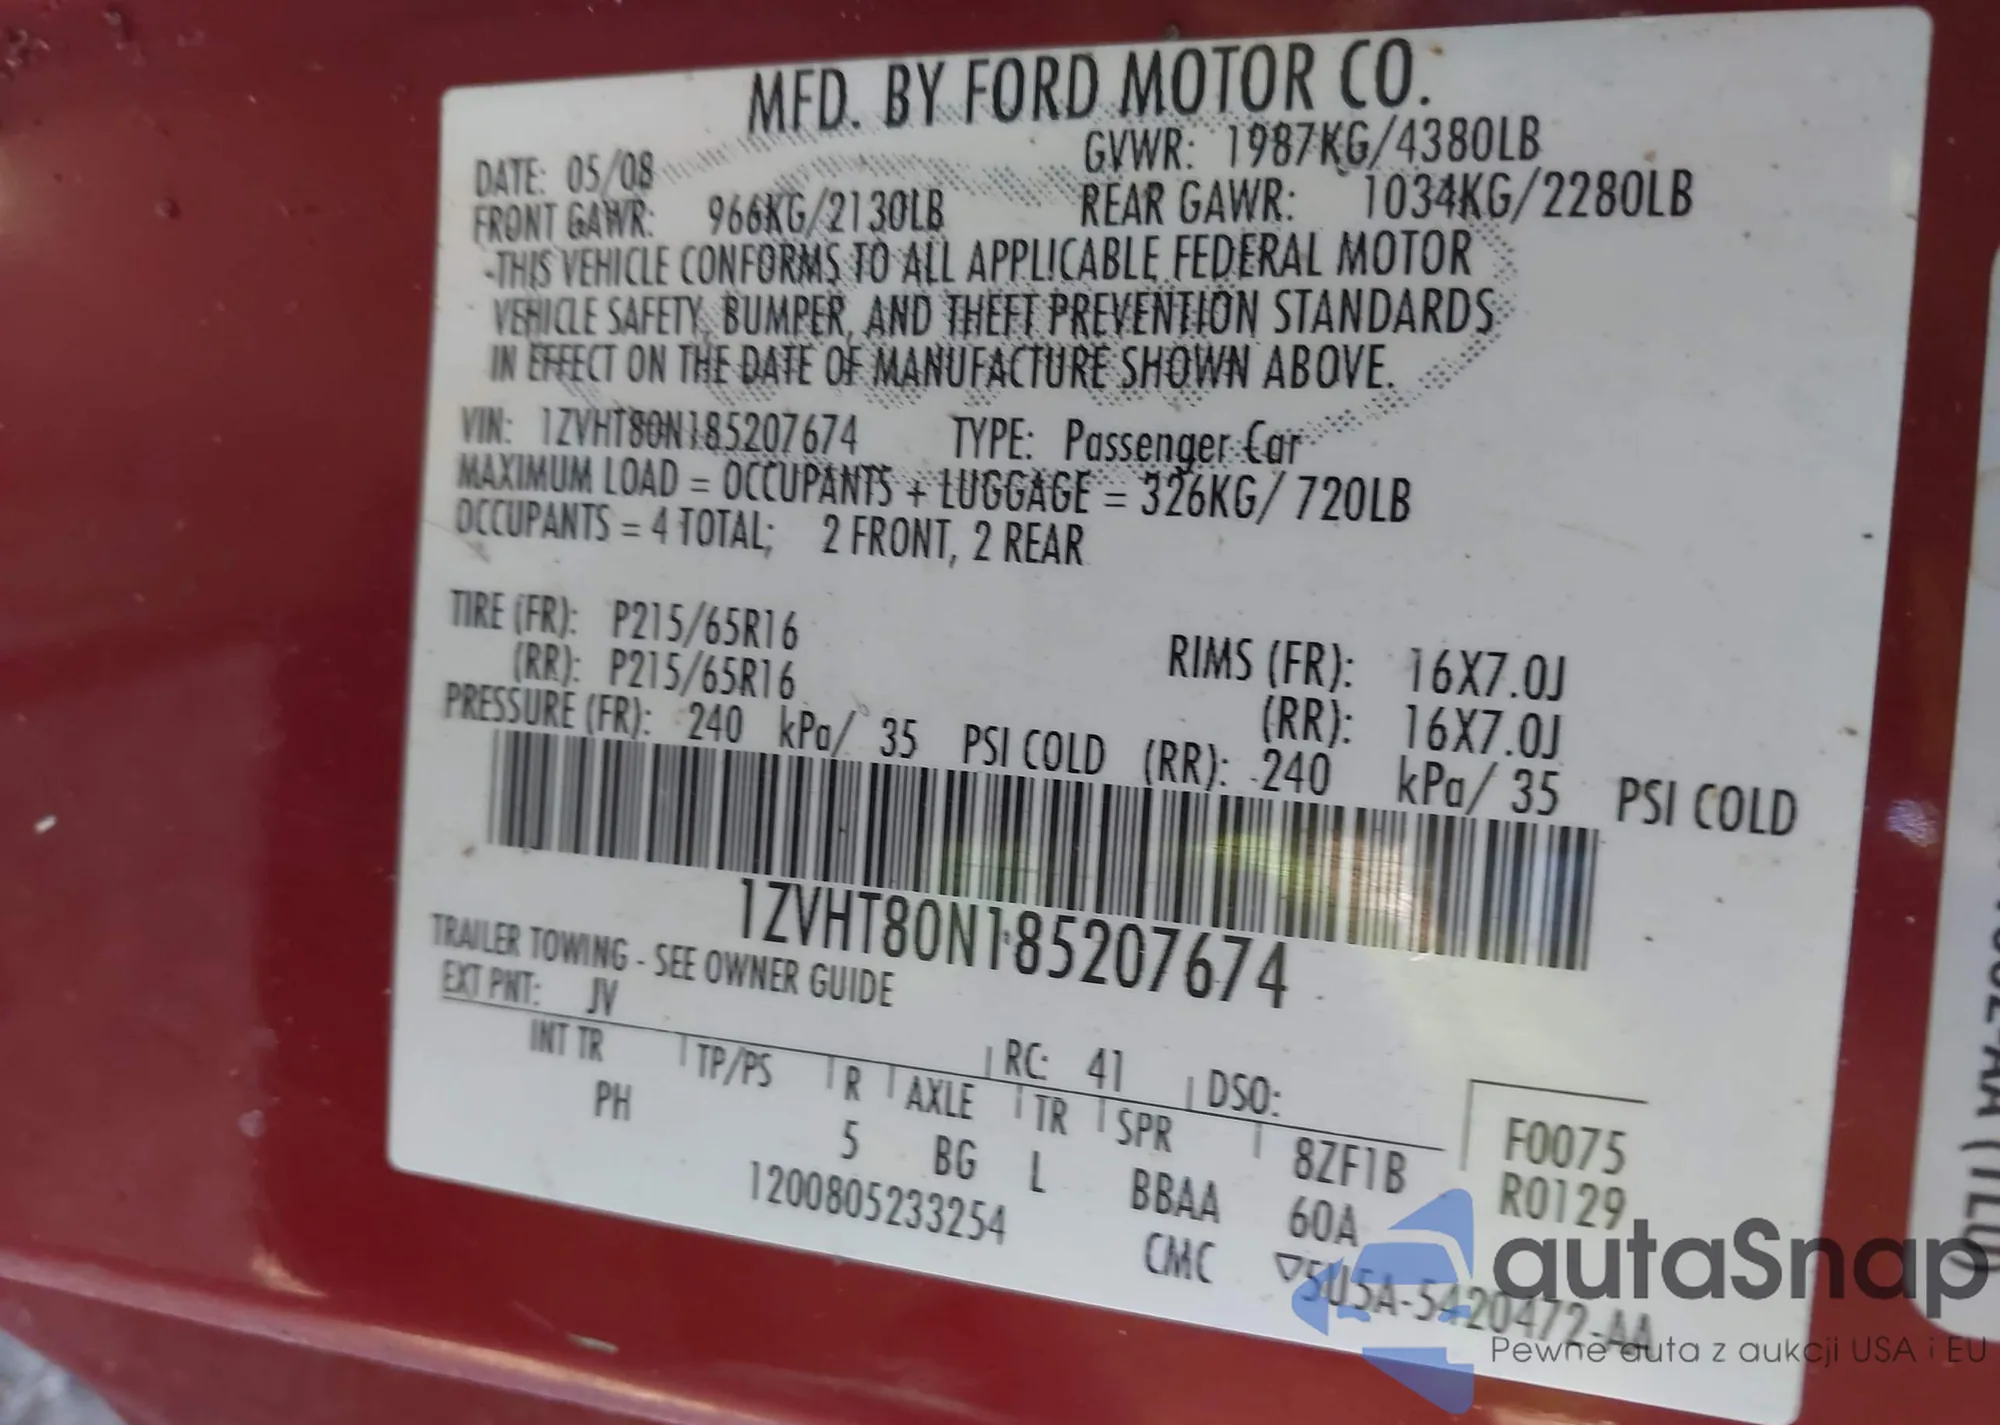 MFD. BY FORD MOTOR CO.
DATE: 05/08 GVWR: 1987KG/4380LB
FRONT GAWR: 966KG/2130LB REAR GAWR: 1034KG/2280LB
-THIS VEHICLE CONFORMS TO ALL APPLICABLE FEDERAL MOTOR
VEHICLE SAFETY, BUMPER, AND THEFT PREVENTION STANDARDS
IN EFFECT ON THE DATE OF MANUFACTURE SHOWN ABOVE.
VIN: 1ZVHT80N185207674 TYPE: Passenger Car
MAXIMUM LOAD = OCCUPANTS + LUGGAGE = 326KG/ 720LB
OCCUPANTS = 4 TOTAL; 2 FRONT, 2 REAR
TIRE (FR): P215/65R16 RIMS (FR): 16X7.0J
(RR): P215/65R16 (RR): 16X7.0J
PRESSURE (FR): 240 kPa/ 35 PSI COLD (RR): 240 kPa/ 35 PSI COLD
1ZVHT80N185207674
TRAILER TOWING - SEE OWNER GUIDE
EXT PNT: JV RC: 41 DSO:
INT TR TP/PS R AXLE TR SPR 8ZF1B F0075
PH 5 BG L BBAA 60A R0129
1200805233254 CMC ▽5U5A-5420472-AA
autaSnap
Pewne auta z aukcji USA i EU